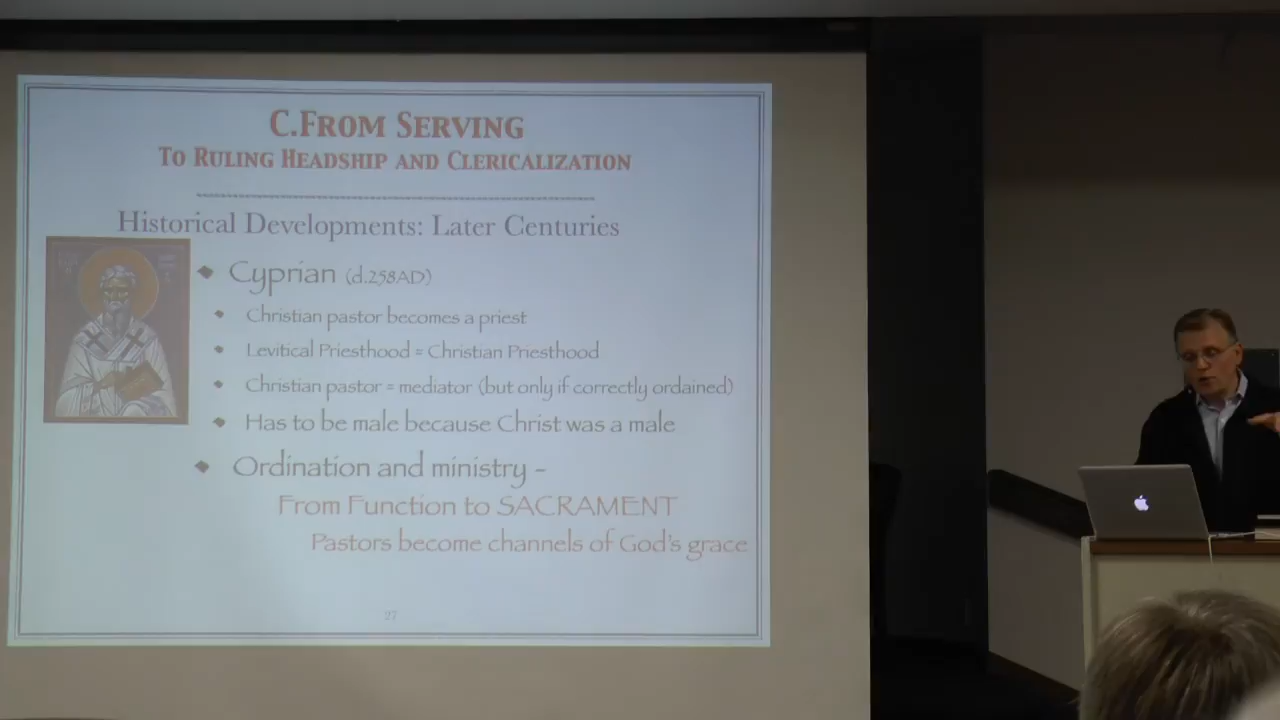 C.From Serving
To Ruling Headship and Clericalization
Historical Developments: Later Centuries
Cyprian (d.258AD)
Christian pastor becomes a priest
Levitical Priesthood = Christian Priesthood
Christian pastor = mediator (but only if correctly ordained)
Has to be male because Christ was a male
Ordination and ministry –
From Function to SACRAMENT
Pastors become channels of God's grace
27